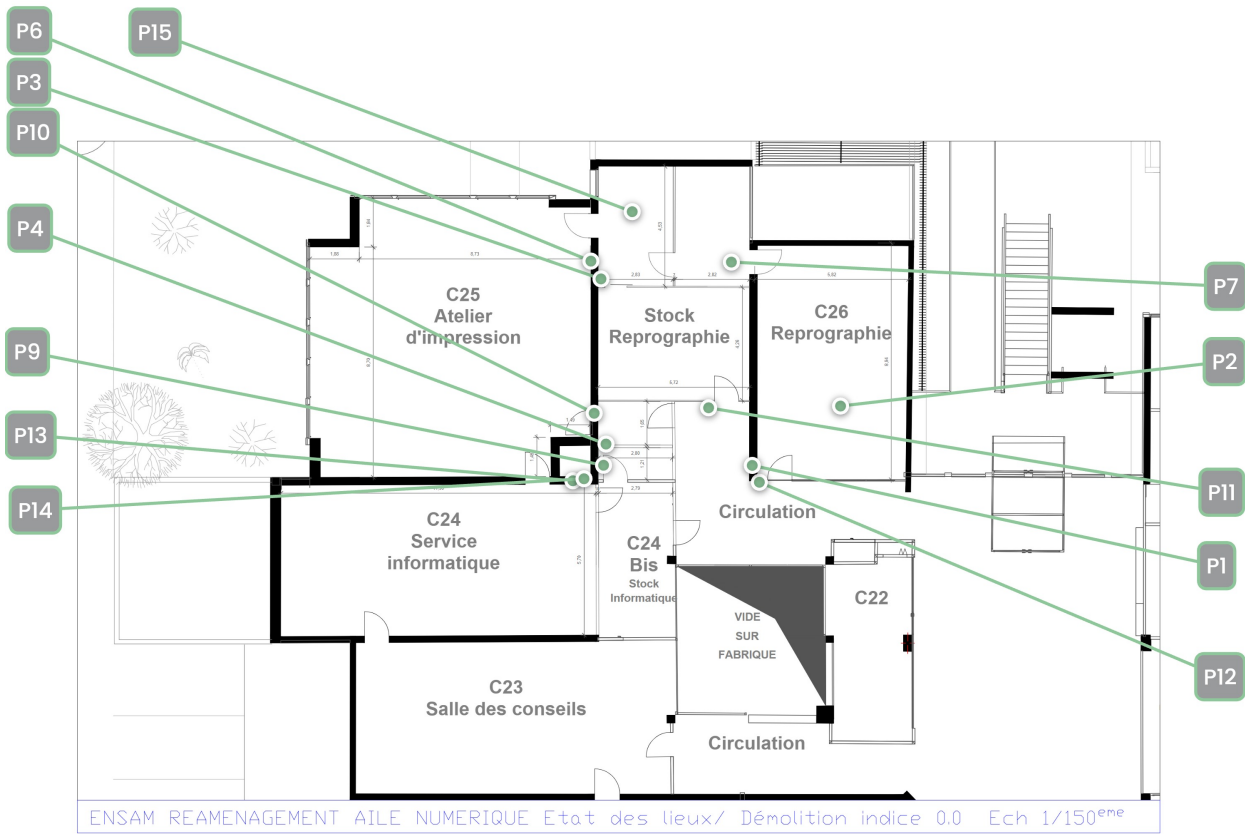 P6
P15
P3
P10
P4
P9
P13
P14
P7
P2
P11
P1
P12
C25
Atelier
d'impression
Stock
Reprographie
C26
Reprographie
Circulation
C24
Service
informatique
C24
Bis
Stock
Informatique
C22
VIDE
SUR
FABRIQUE
C23
Salle des conseils
Circulation
ENSAM REAMENAGEMENT AILE NUMERIQUE Etat des lieux/ Démolition indice 0.0 Ech 1/150eme